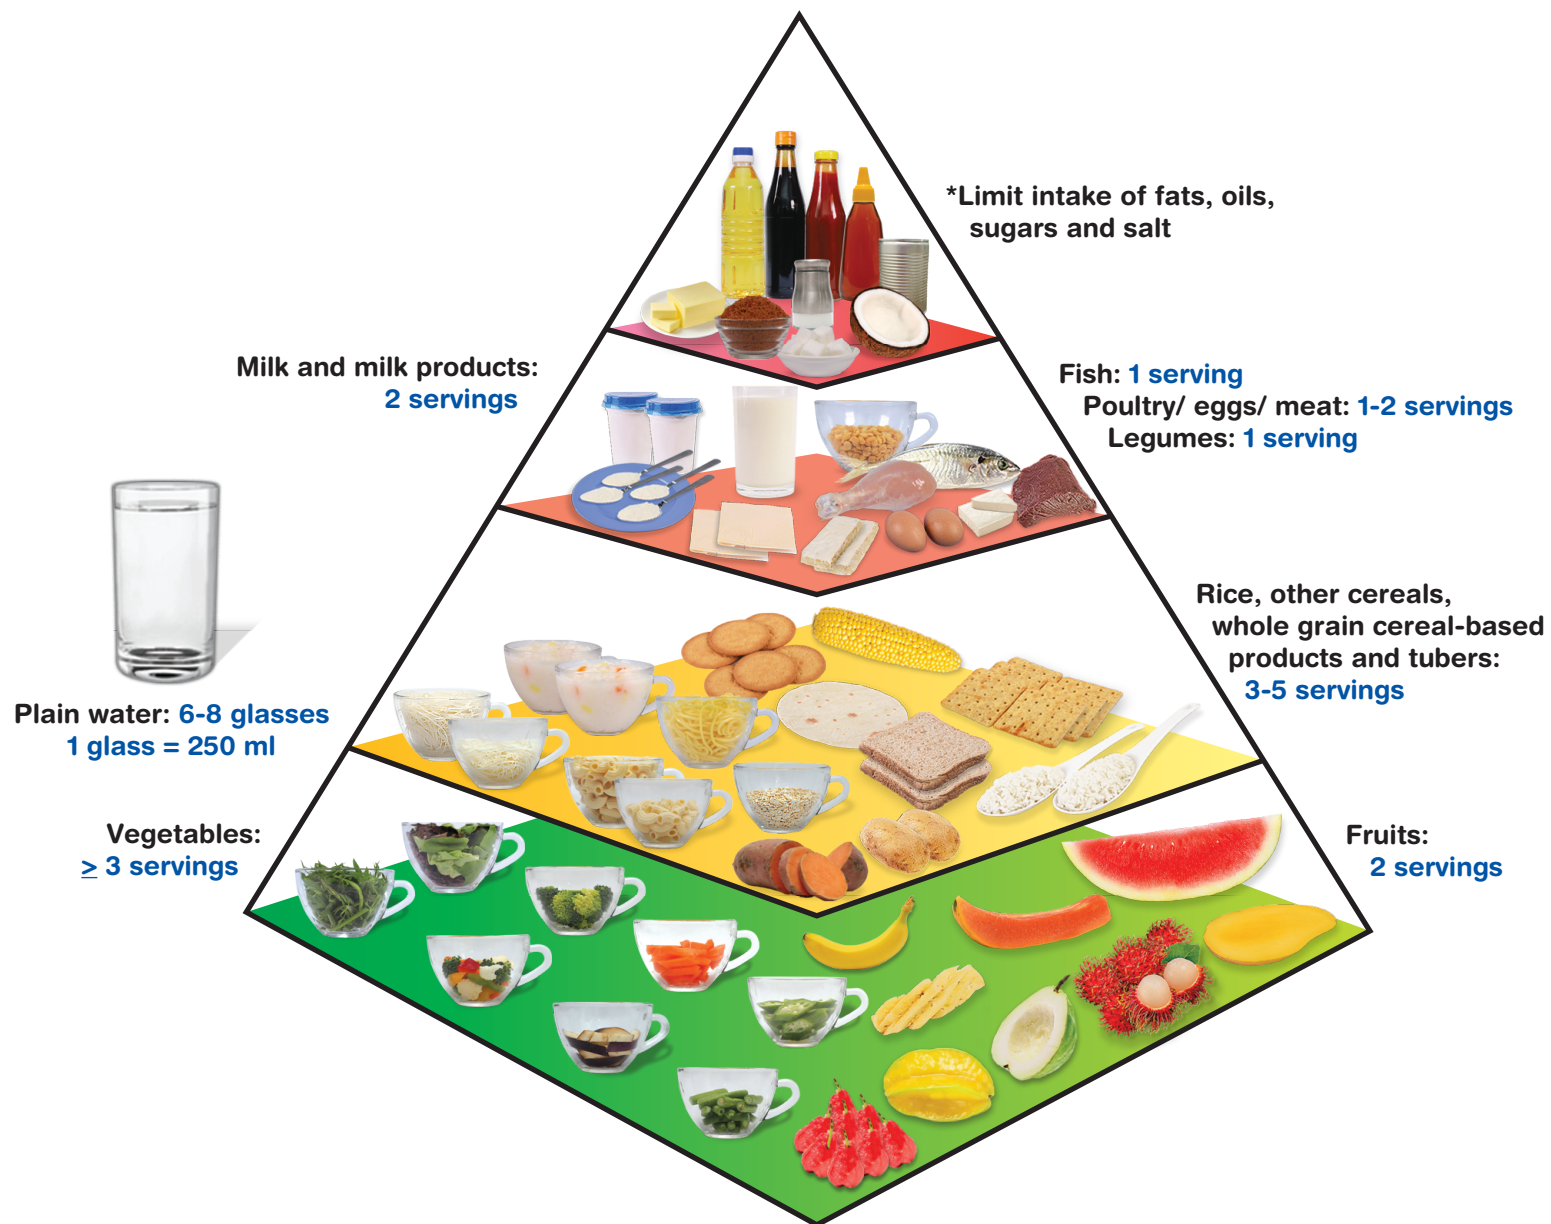 *Limit intake of fats, oils,
sugars and salt
Milk and milk products:
2 servings
Fish: 1 serving
Poultry/ eggs/ meat: 1-2 servings
Legumes: 1 serving
Rice, other cereals,
whole grain cereal-based
products and tubers:
3-5 servings
Plain water: 6-8 glasses
1 glass = 250 ml
Vegetables:
≥ 3 servings
Fruits:
2 servings